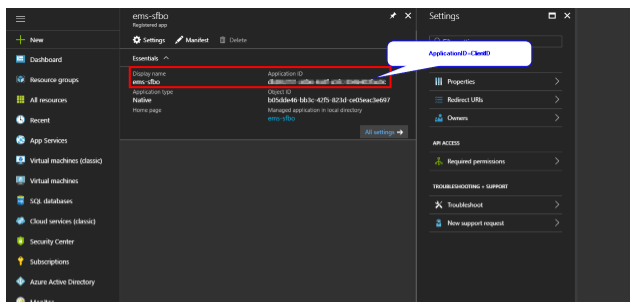 ems-sfbo
Registered app
Settings
New
Settings
Manifest
Delete
Essentials
Display name
ems-sfbo
Application ID
Application type
Native
Object ID
b05dde46-bb3c-42f5-823d-ce05eac3e697
Home page
Managed application in local directory
ems-sfbo
All settings
ApplicationID=ClientID
Properties
Redirect URIs
Owners
API ACCESS
Required permissions
TROUBLESHOOTING + SUPPORT
Troubleshoot
New support request
Dashboard
Resource groups
All resources
Recent
App Services
Virtual machines (classic)
Virtual machines
SQL databases
Cloud services (classic)
Security Center
Subscriptions
Azure Active Directory
Monitor